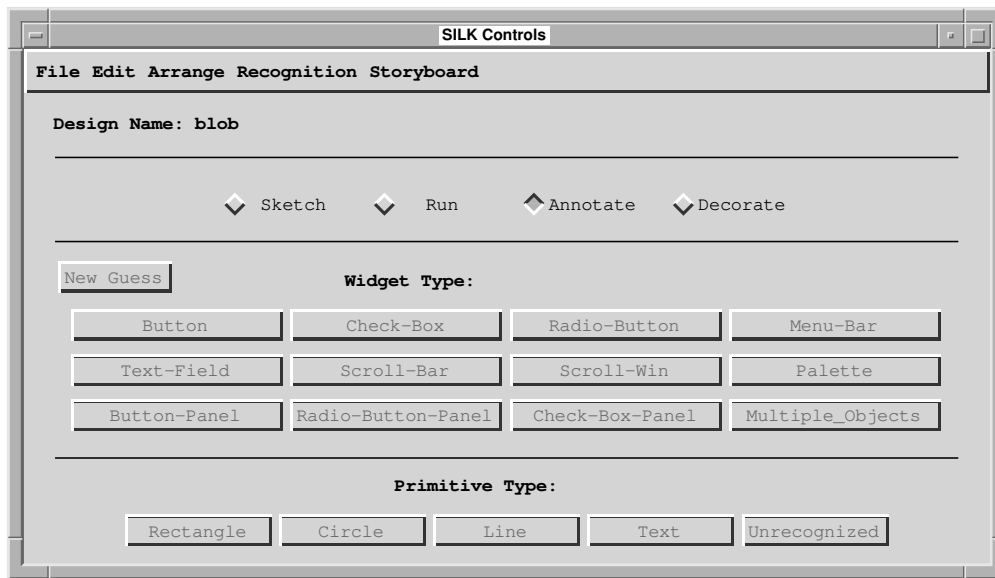 SILK Controls
File Edit Arrange Recognition Storyboard
Design Name: blob
Sketch Run Annotate Decorate
New Guess Widget Type:
Button Check-Box Radio-Button Menu-Bar
Text-Field Scroll-Bar Scroll-Win Palette
Button-Panel Radio-Button-Panel Check-Box-Panel Multiple_Objects
Primitive Type:
Rectangle Circle Line Text Unrecognized